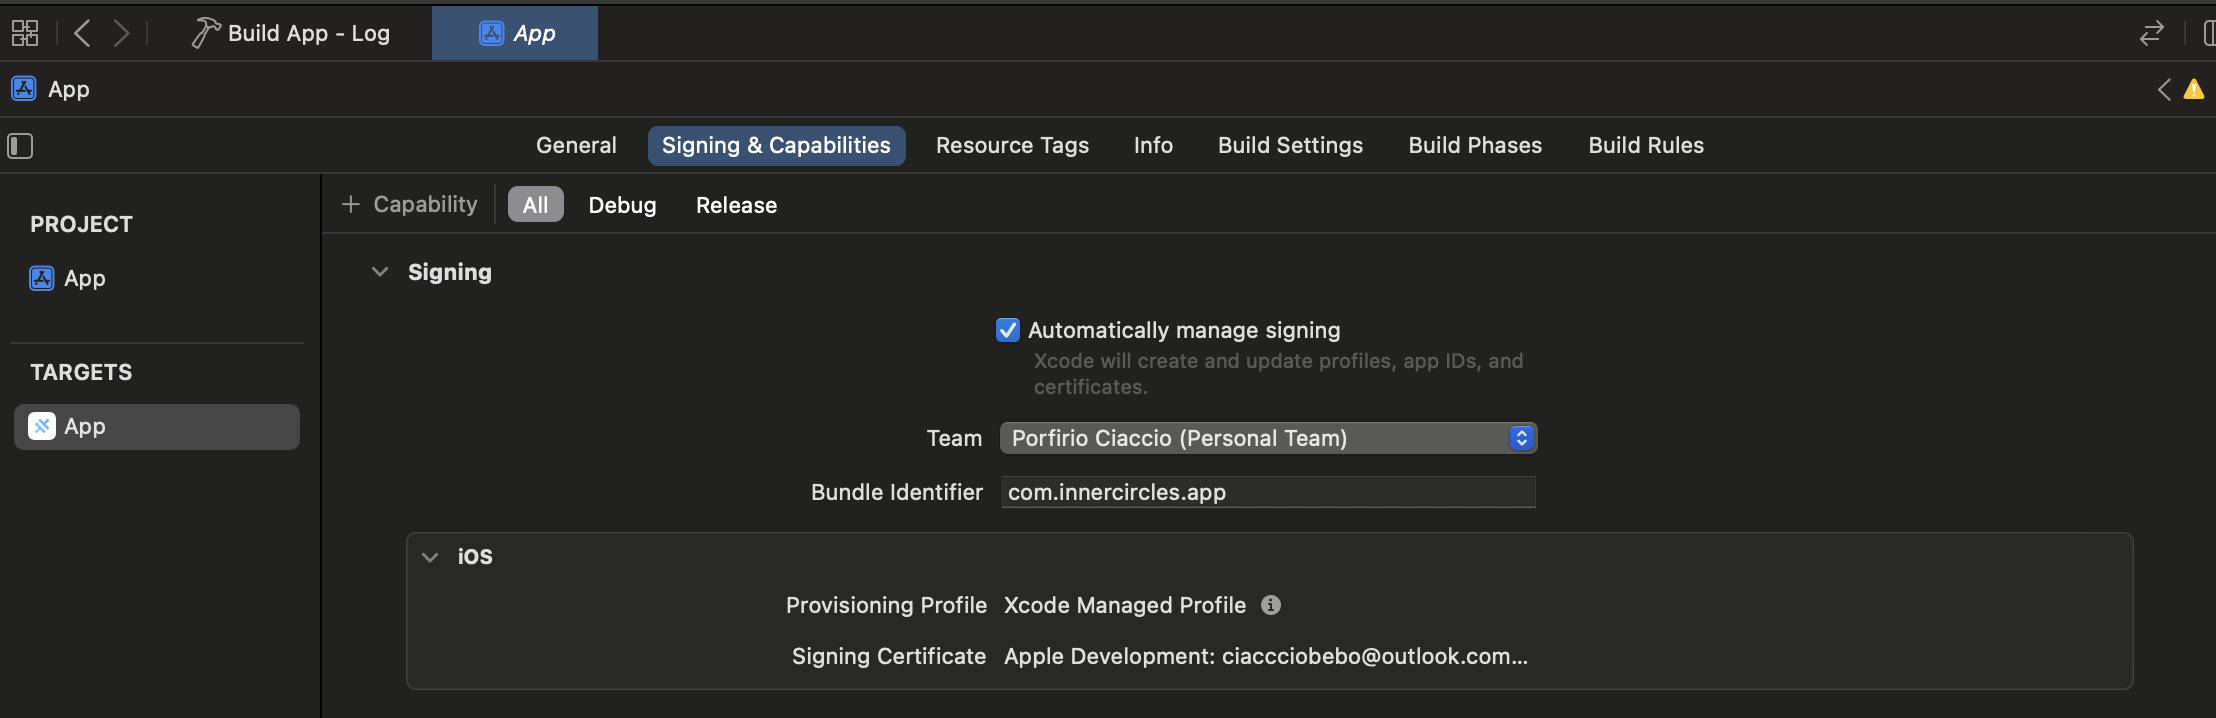 Build App - Log
App
App
General
Signing & Capabilities
Resource Tags
Info
Build Settings
Build Phases
Build Rules
PROJECT
App
TARGETS
App
+ Capability
All
Debug
Release
Signing
Automatically manage signing
Xcode will create and update profiles, app IDs, and
certificates.
Team Porfirio Ciaccio (Personal Team)
Bundle Identifier com.innercircles.app
iOS
Provisioning Profile Xcode Managed Profile
Signing Certificate Apple Development: ciaccciobebo@outlook.com...